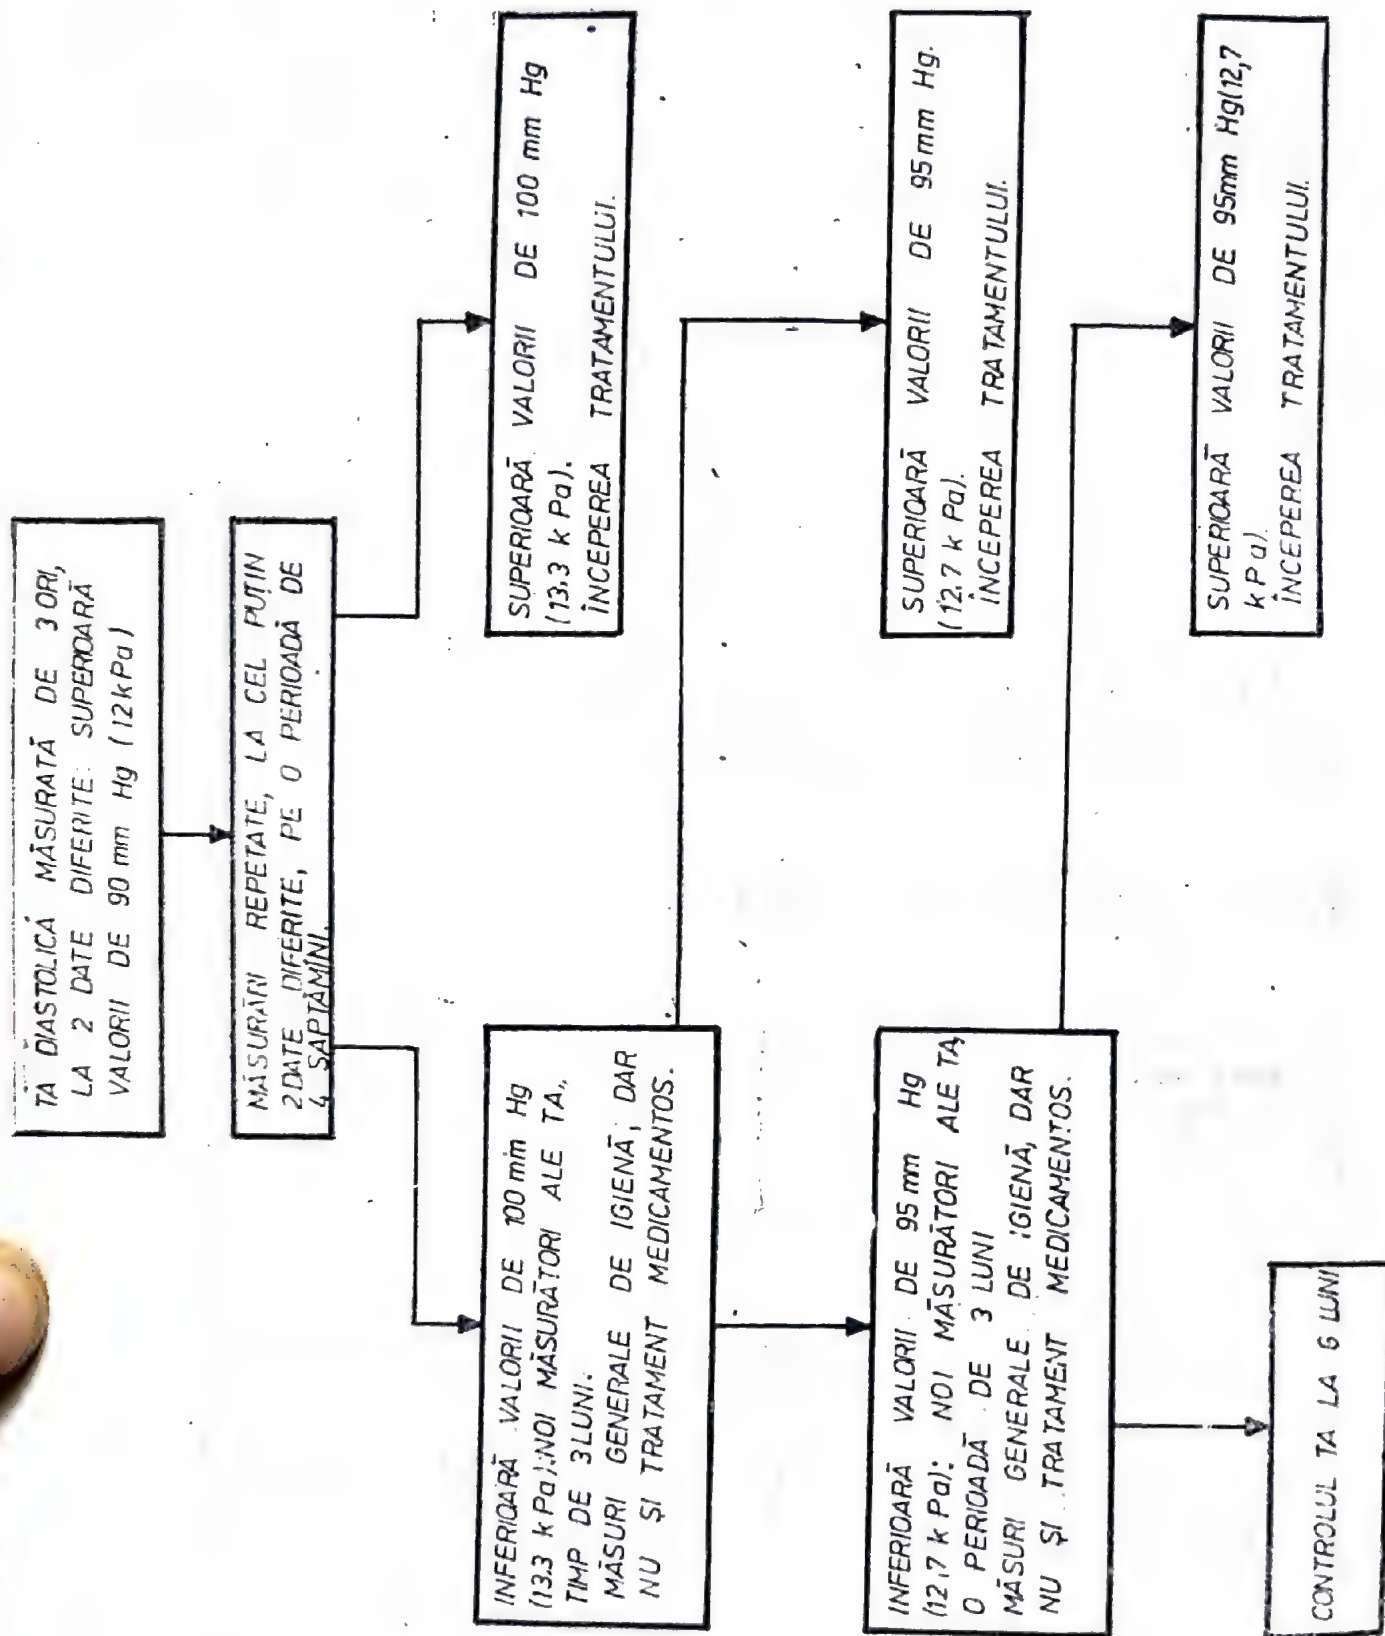 TA DIASTOLICĂ MĂSURATĂ DE 3 ORI,
LA 2 DATE DIFERITE: SUPERIOARĂ
VALORII DE 90 mm Hg (12 kPa)
MĂSURĂRI REPETATE, LA CEL PUȚIN
2 DATE DIFERITE, PE O PERIOADĂ DE
4 SĂPTĂMÎNI.
INFERIOARĂ VALORII DE 100 mm Hg
(13.3 k Pa): NOI MĂSURĂTORI ALE TA,
TIMP DE 3 LUNI.
MĂSURI GENERALE DE IGIENĂ, DAR
NU ȘI TRATAMENT MEDICAMENTOS.
SUPERIOARĂ VALORII DE 100 mm Hg
(13,3 k Pa).
ÎNCEPEREA TRATAMENTULUI.
INFERIOARĂ VALORII DE 95 mm Hg
(12,7 k Pa): NOI MĂSURĂTORI ALE TA,
O PERIOADĂ DE 3 LUNI
MĂSURI GENERALE DE IGIENĂ, DAR
NU ȘI TRATAMENT MEDICAMENTOS.
SUPERIOARĂ VALORII DE 95 mm Hg.
(12,7 k Pa).
ÎNCEPEREA TRATAMENTULUI.
CONTROLUL TA LA 6 LUNI
SUPERIOARĂ VALORII DE 95 mm Hg (12,7
k Pa).
ÎNCEPEREA TRATAMENTULUI.